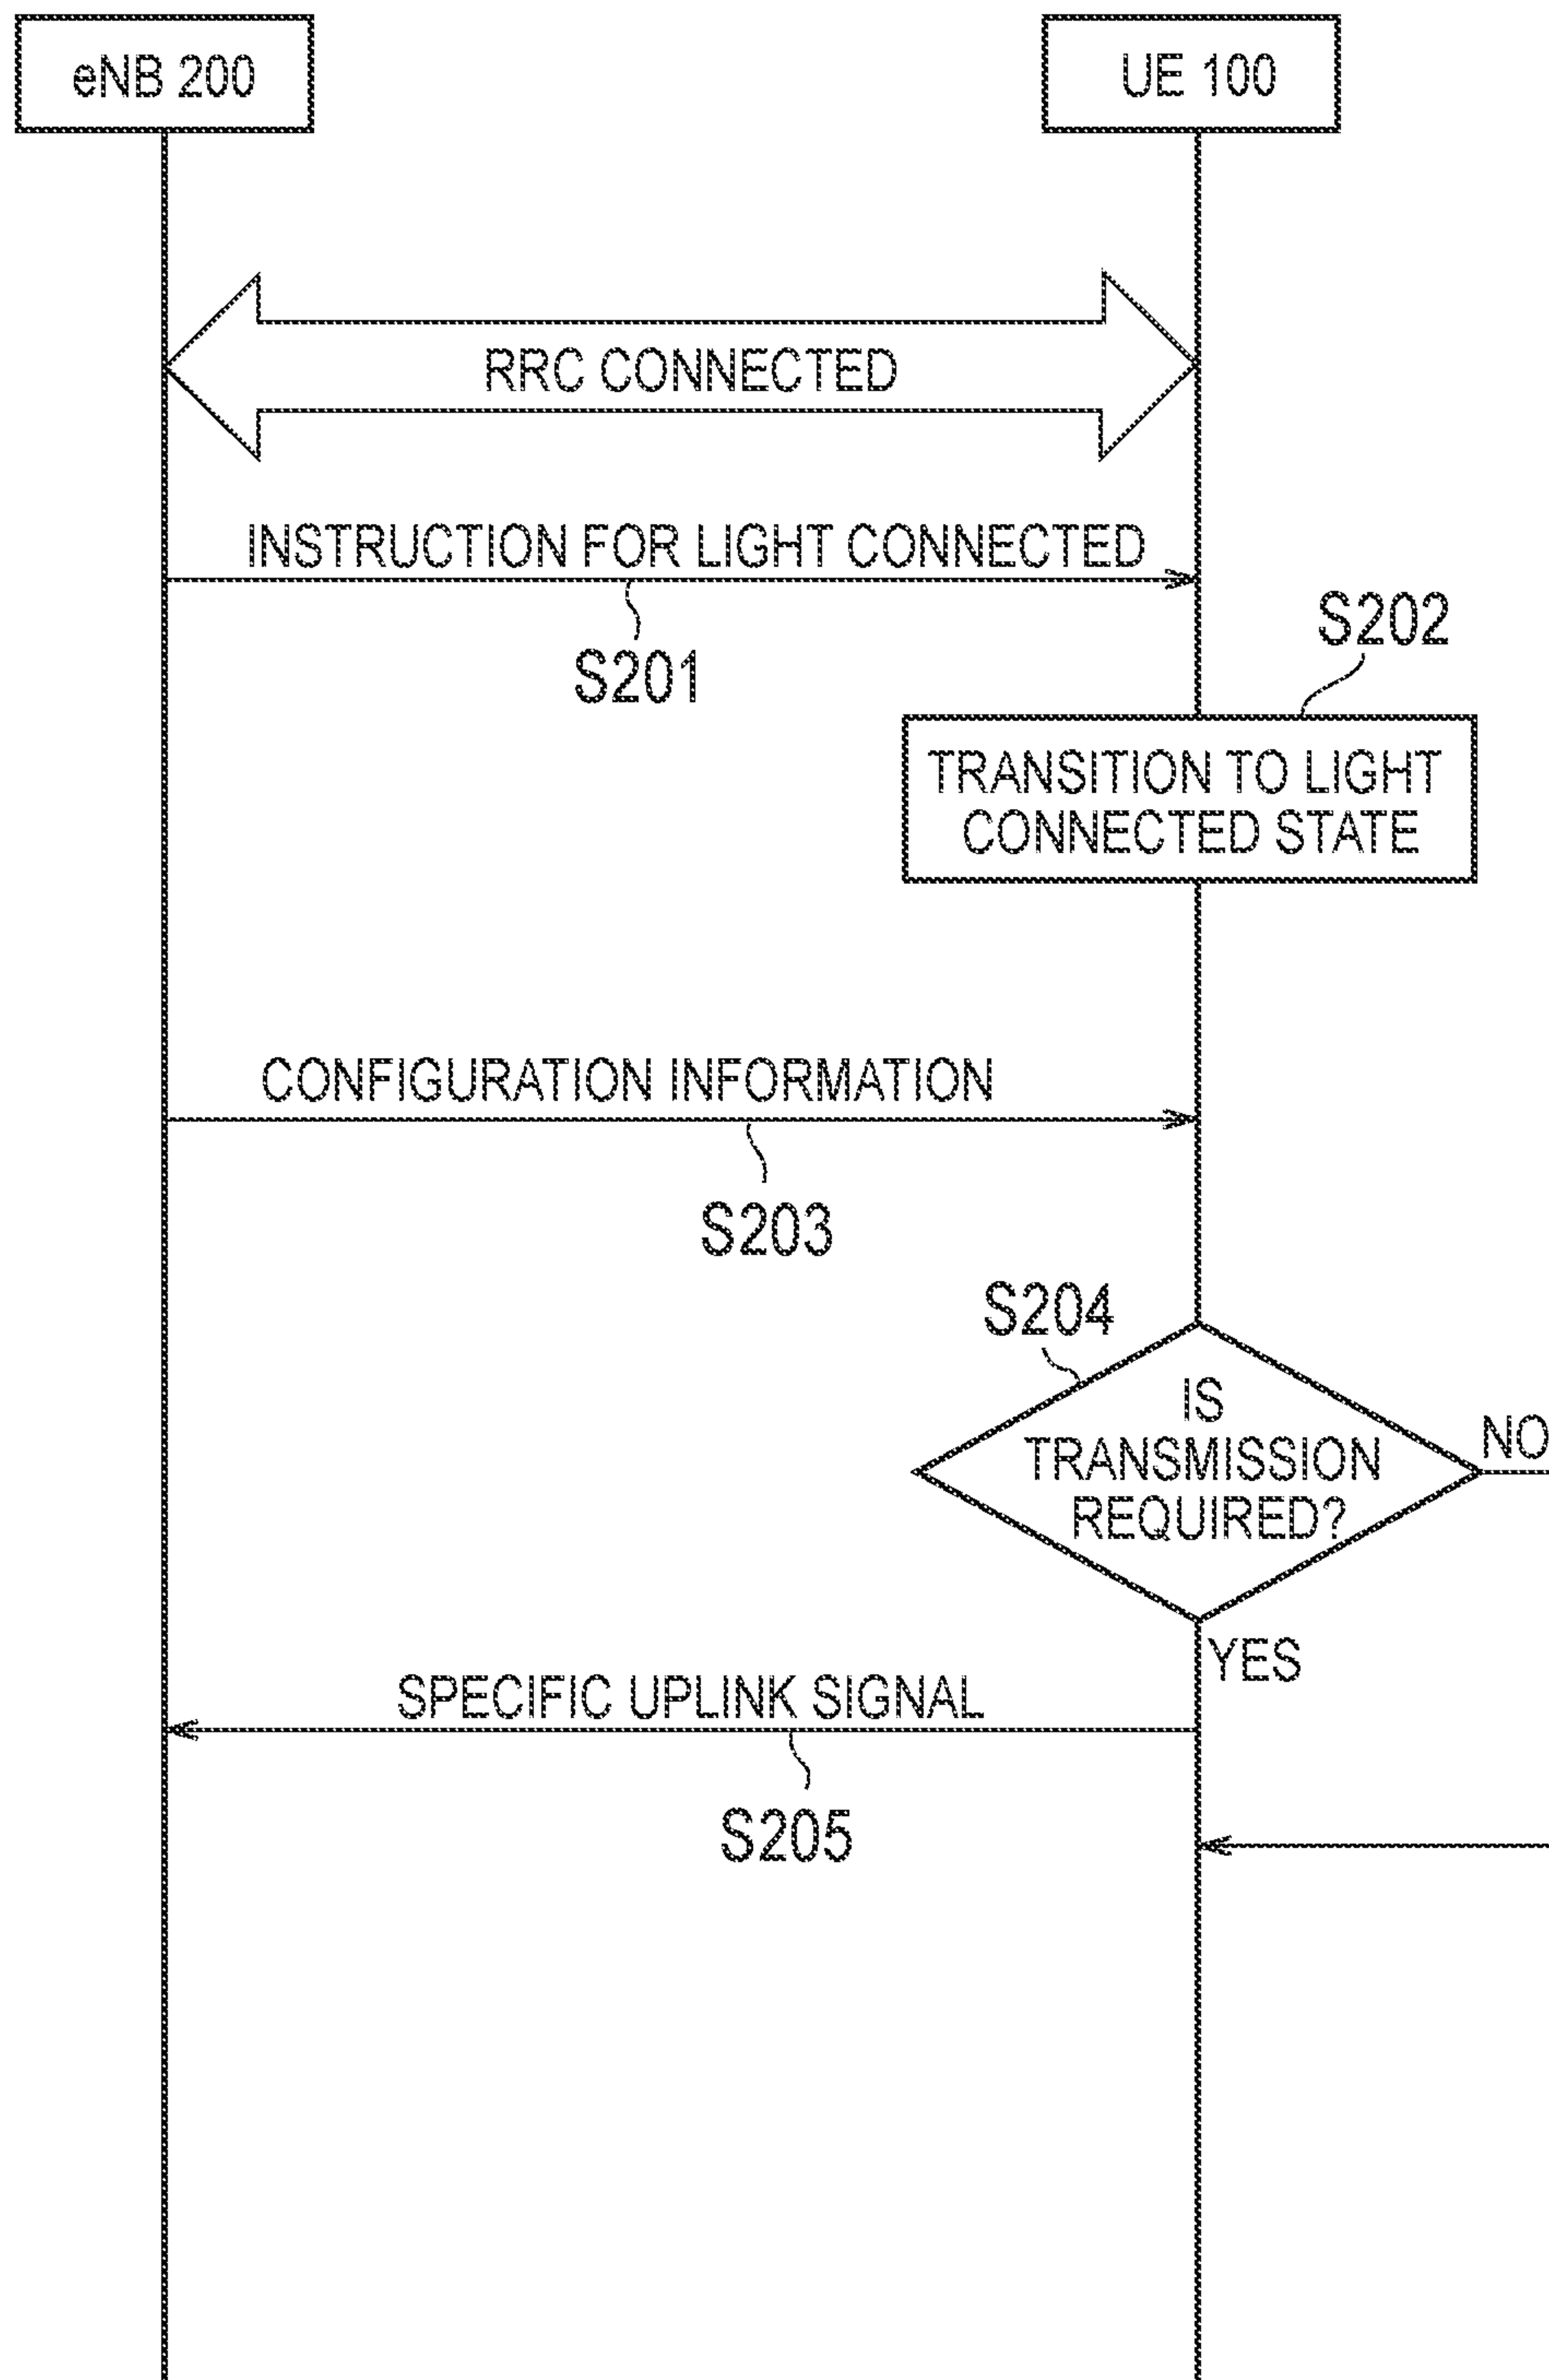 eNB 200
UE 100
RRC CONNECTED
INSTRUCTION FOR LIGHT CONNECTED
S201
S202
TRANSITION TO LIGHT
CONNECTED STATE
CONFIGURATION INFORMATION
S203
S204
IS
TRANSMISSION
REQUIRED?
NO
YES
SPECIFIC UPLINK SIGNAL
S205